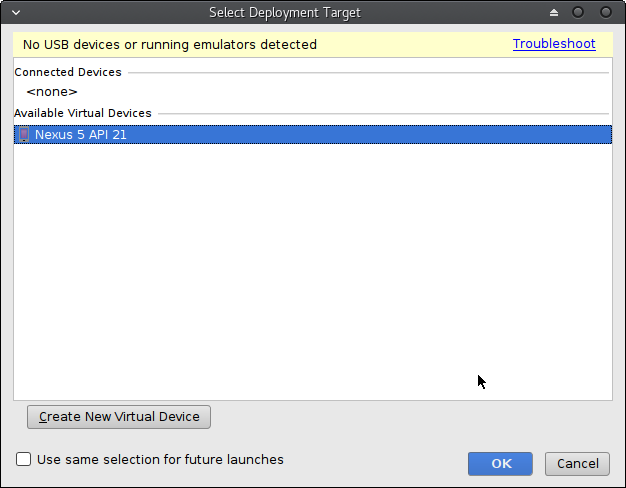 Select Deployment Target
No USB devices or running emulators detected Troubleshoot
Connected Devices
<none>
Available Virtual Devices
Nexus 5 API 21
Create New Virtual Device
Use same selection for future launches
OK Cancel